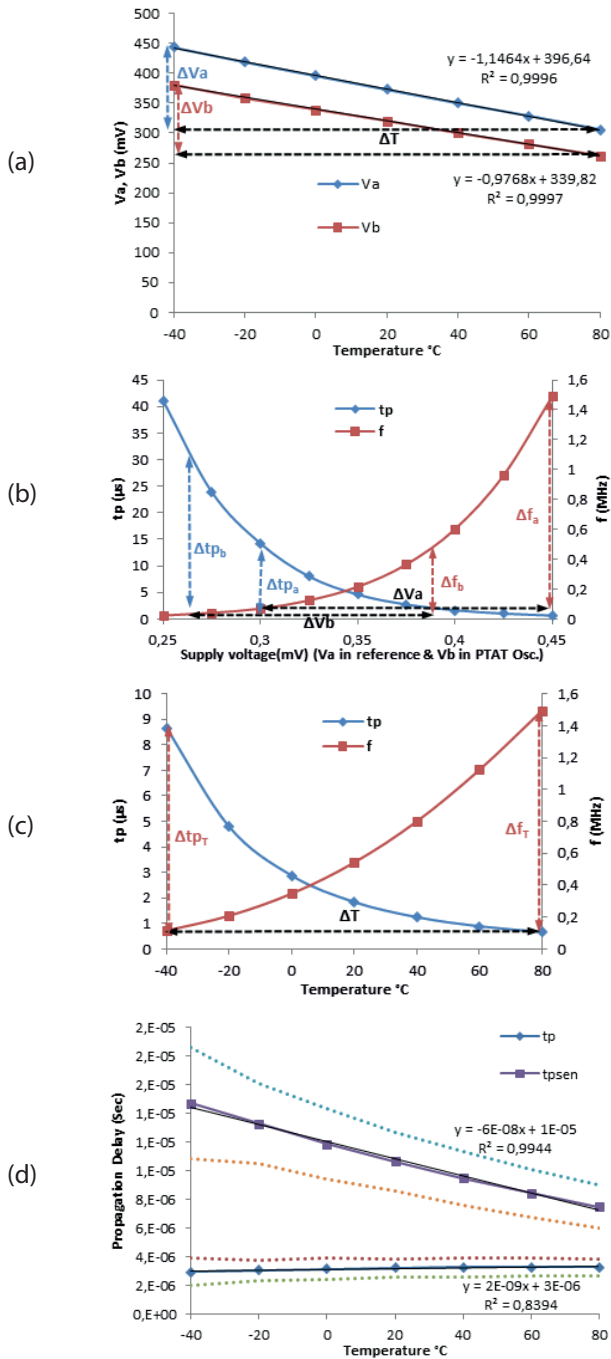 (a)
Va, Vb (mV)
500
450
400
350
300
250
200
150
100
50
0
ΔVa
ΔVb
y = -1,1464x + 396,64
R² = 0,9996
ΔT
y = -0,9768x + 339,82
R² = 0,9997
Va
Vb
-40 -20 0 20 40 60 80
Temperature °C
(b)
tp (µs)
45
40
35
30
25
20
15
10
5
0
tp
f
Δtpb
Δtpa
ΔVa
ΔVb
Δfb
Δfa
1,6
1,4
1,2
1
0,8
0,6
0,4
0,2
0
f (MHz)
0,25 0,3 0,35 0,4 0,45
Supply voltage(mV) (Va in reference & Vb in PTAT Osc.)
(c)
tp (µs)
10
9
8
7
6
5
4
3
2
1
0
tp
f
ΔtpT
ΔT
ΔfT
1,6
1,4
1,2
1
0,8
0,6
0,4
0,2
0
f (MHz)
-40 -20 0 20 40 60 80
Temperature °C
(d)
Propagation Delay (Sec)
2,E-05
2,E-05
2,E-05
1,E-05
1,E-05
1,E-05
8,E-06
6,E-06
4,E-06
2,E-06
0,E+00
tp
tpsen
y = -6E-08x + 1E-05
R² = 0,9944
y = 2E-09x + 3E-06
R² = 0,8394
-40 -20 0 20 40 60 80
Temperature °C